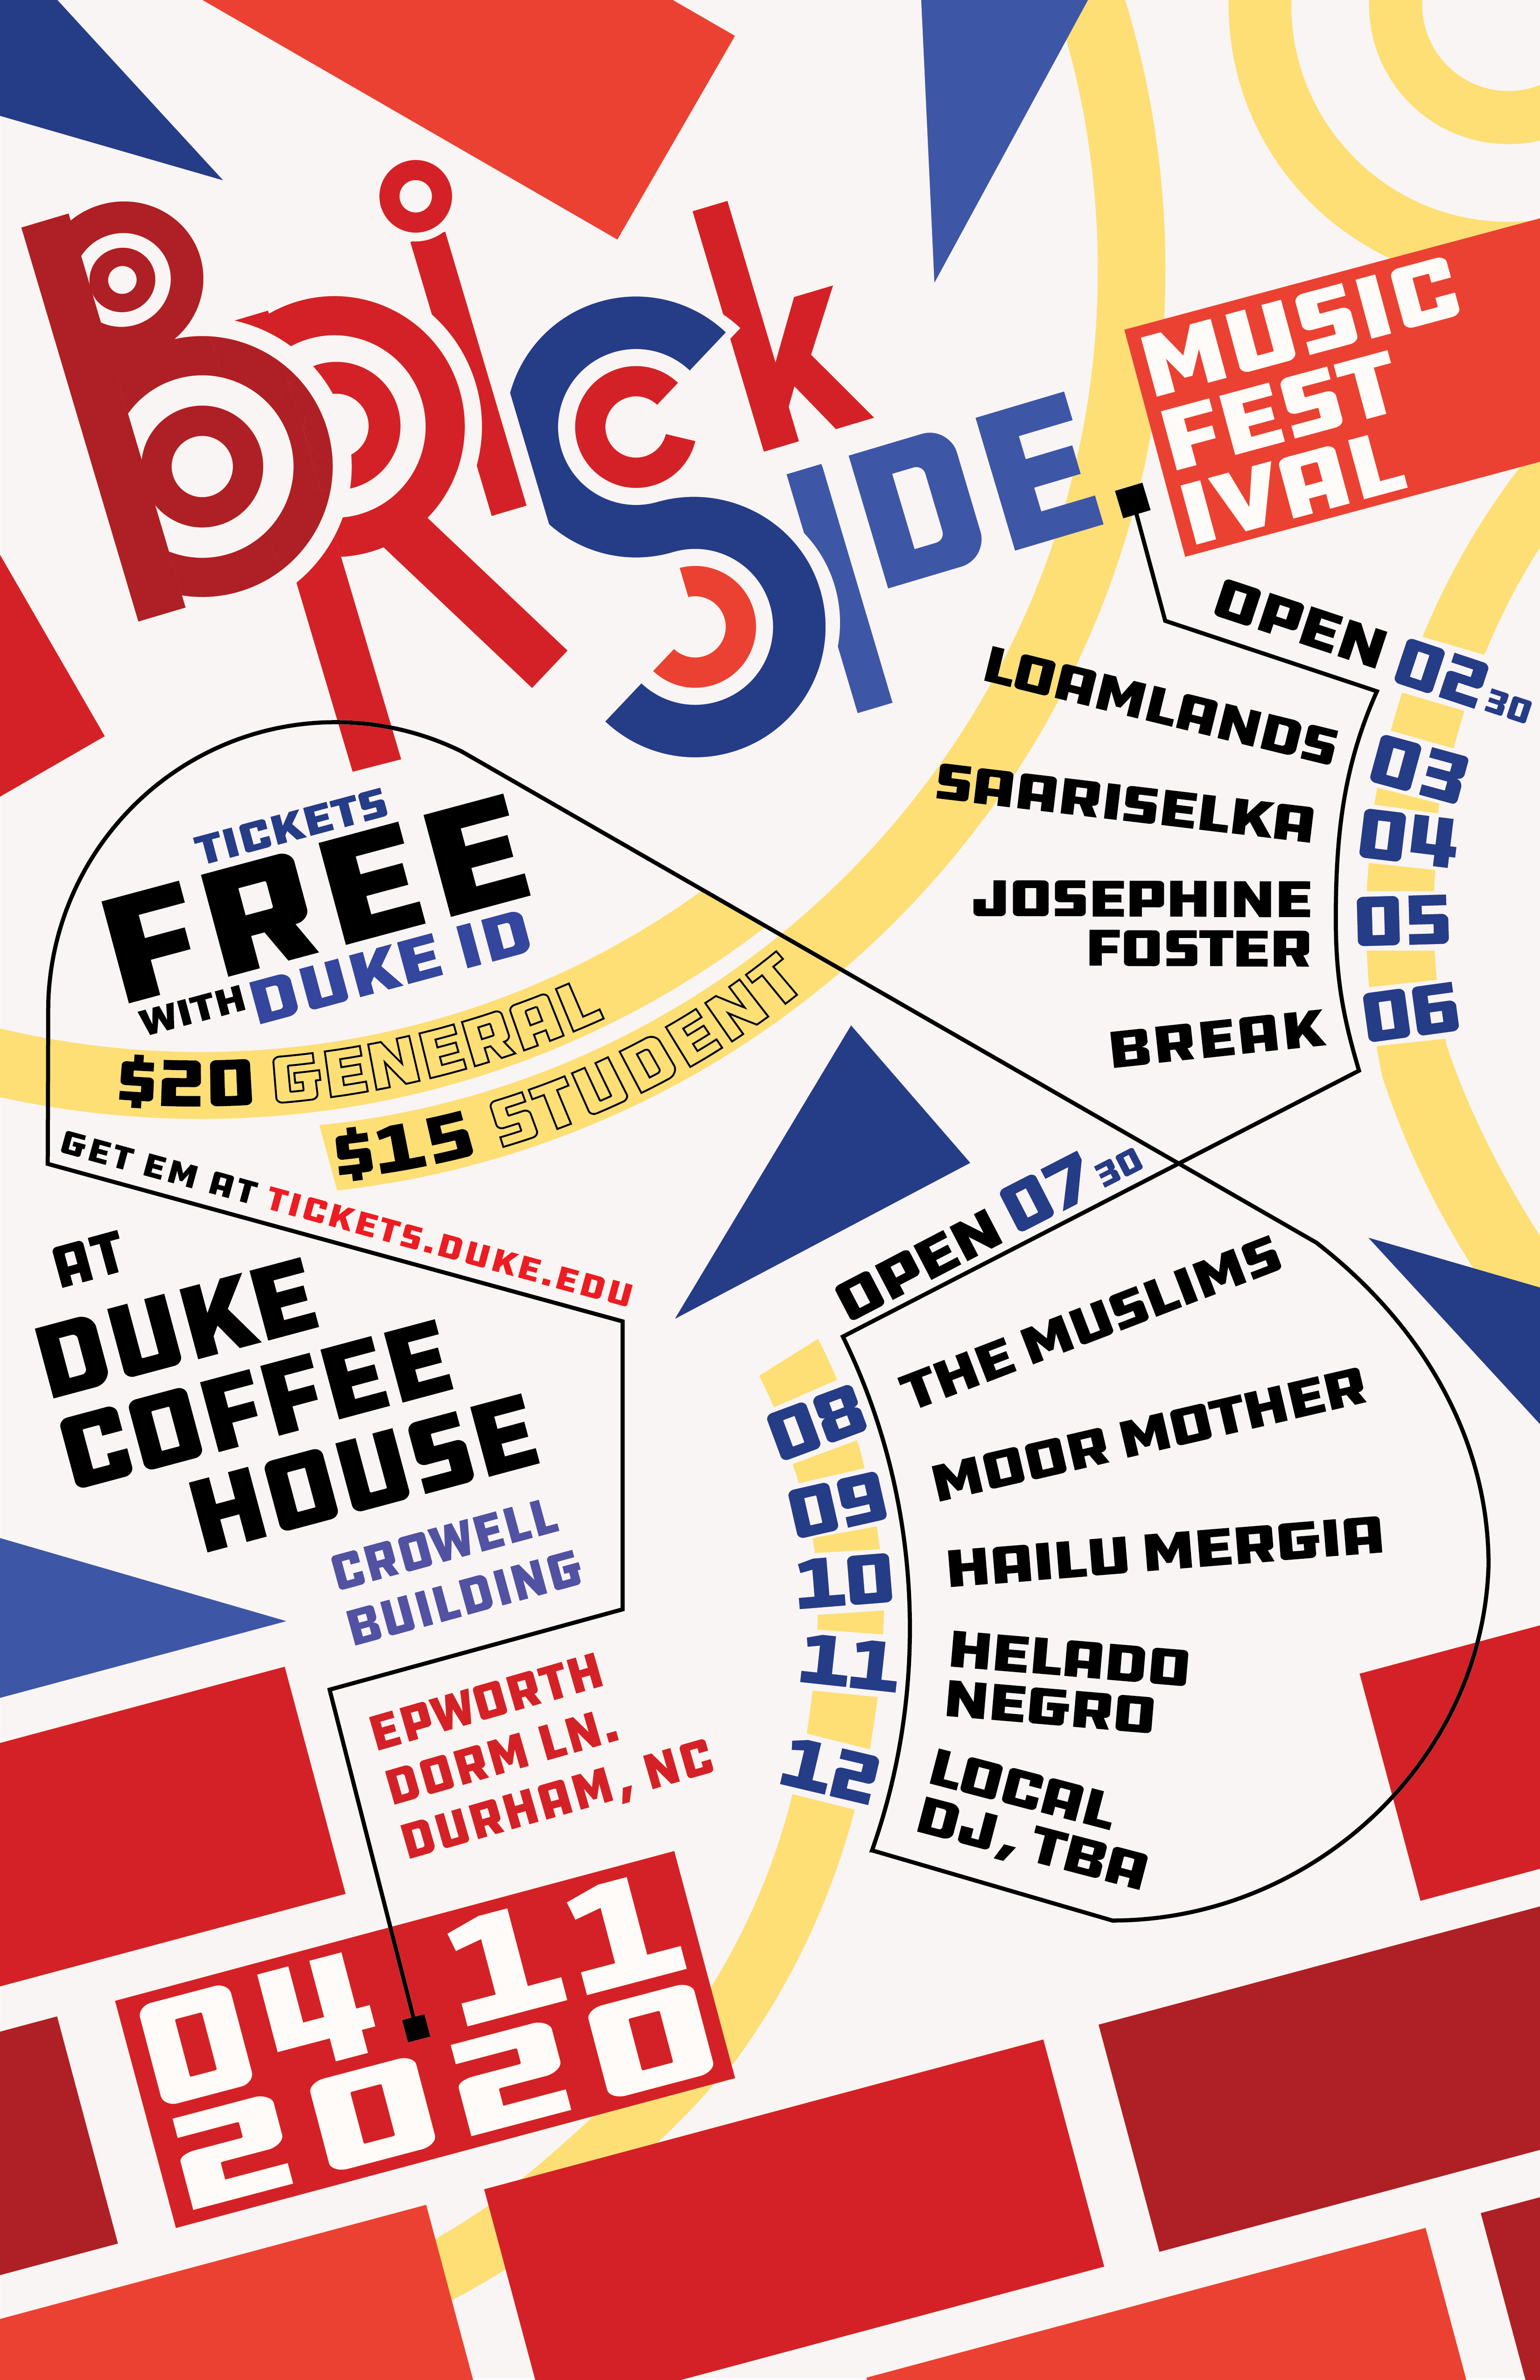 BRICK
SIDE
MUSIC
FEST
IVAL
OPEN 02 30
LOAMLANDS 03
SAARISELKA 04
JOSEPHINE
FOSTER 05
BREAK 06
TICKETS
FREE
WITH DUKE ID
$20 GENERAL
$15 STUDENT
GET EM AT TICKETS.DUKE.EDU
AT
DUKE
COFFEE
HOUSE
CROWELL
BUILDING
EPWORTH
DORM LN.
DURHAM, NC
OPEN 07 30
08 THE MUSLIMS
09 MOOR MOTHER
10 HAILU MERGIA
11 HELADO
NEGRO
12 LOCAL
DJ, TBA
04 11
2020